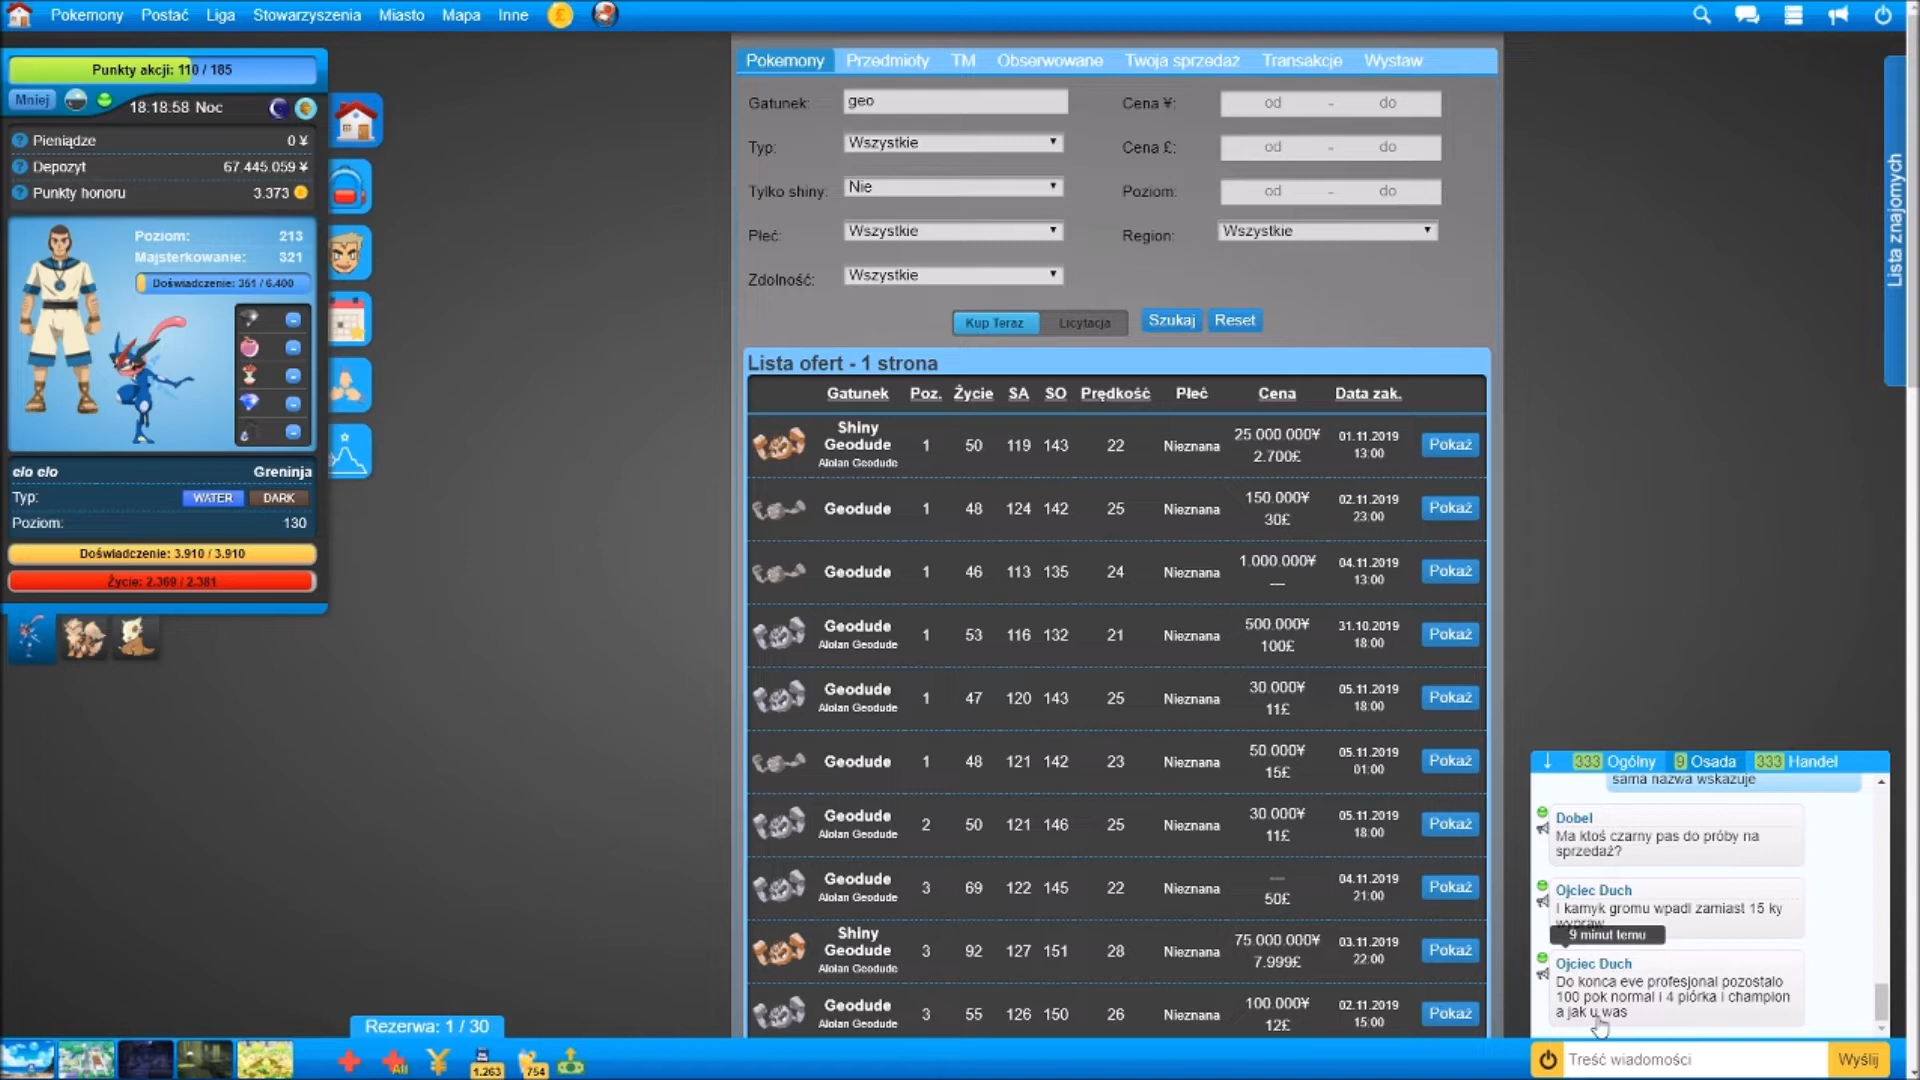 Pokemony Postać Liga Stowarzyszenia Miasto Mapa Inne
Punkty akcji: 110 / 185
Mniej 18:18:58 Noc
Pieniądze 0 ¥
Depozyt 67.445.059 ¥
Punkty honoru 3.373
Poziom: 213
Majsterkowanie: 321
Doświadczenie: 351 / 6.400
clo clo Greninja
Typ: WATER DARK
Poziom: 130
Doświadczenie: 3.910 / 3.910
Życie: 2.369 / 2.381
Pokemony Przedmioty TM Obserwowane Twoja sprzedaż Transakcje Wystaw
Gatunek: geo Cena ¥: od - do
Typ: Wszystkie Cena £: od - do
Tylko shiny: Nie Poziom: od - do
Płeć: Wszystkie Region: Wszystkie
Zdolność: Wszystkie
Kup Teraz Licytacja Szukaj Reset
Lista ofert - 1 strona
Gatunek Poz. Życie SA SO Prędkość Płeć Cena Data zak.
Shiny Geodude Alolan Geodude 1 50 119 143 22 Nieznana 25.000.000¥ 2.700£ 01.11.2019 13:00 Pokaż
Geodude 1 48 124 142 25 Nieznana 150.000¥ 30£ 02.11.2019 23:00 Pokaż
Geodude 1 46 113 135 24 Nieznana 1.000.000¥ --- 04.11.2019 13:00 Pokaż
Geodude Alolan Geodude 1 53 116 132 21 Nieznana 500.000¥ 100£ 31.10.2019 18:00 Pokaż
Geodude Alolan Geodude 1 47 120 143 25 Nieznana 30.000¥ 11£ 05.11.2019 18:00 Pokaż
Geodude 1 48 121 142 23 Nieznana 50.000¥ 15£ 05.11.2019 01:00 Pokaż
Geodude Alolan Geodude 2 50 121 146 25 Nieznana 30.000¥ 11£ 05.11.2019 18:00 Pokaż
Geodude Alolan Geodude 3 69 122 145 22 Nieznana --- 50£ 04.11.2019 21:00 Pokaż
Shiny Geodude Alolan Geodude 3 92 127 151 28 Nieznana 75.000.000¥ 7.999£ 03.11.2019 22:00 Pokaż
Geodude Alolan Geodude 3 55 126 150 26 Nieznana 100.000¥ 12£ 02.11.2019 15:00 Pokaż
Lista znajomych
333 Ogólny 9 Osada 333 Handel
sama nazwa wskazuje
Dobel
Ma ktoś czarny pas do próby na
sprzedaż?
Ojciec Duch
I kamyk gromu wpadl zamiast 15 ky
9 minut temu
Ojciec Duch
Do konca eve profesjonal pozostalo
100 pok normal i 4 piórka i champion
a jak u was
Treść wiadomości Wyślij
Rezerwa: 1 / 30
All 1.263 754